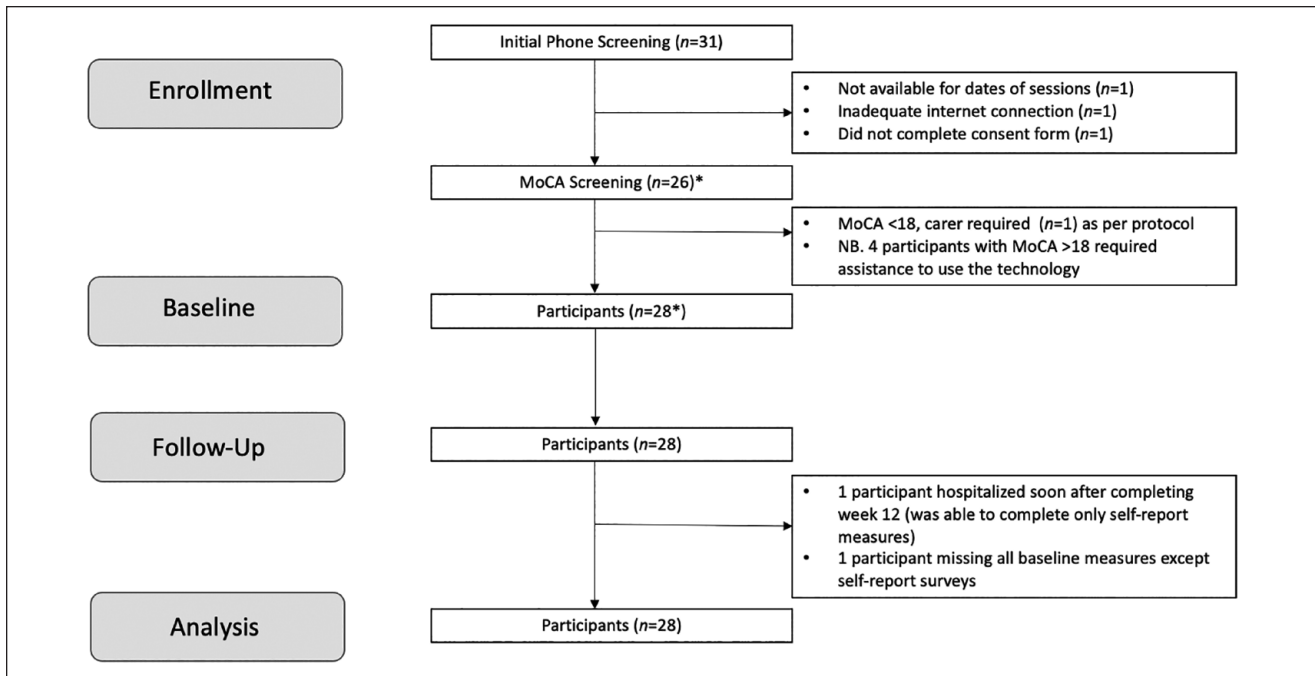 Initial Phone Screening (n=31)
Enrollment
• Not available for dates of sessions (n=1)
• Inadequate internet connection (n=1)
• Did not complete consent form (n=1)
MoCA Screening (n=26)*
• MoCA <18, carer required (n=1) as per protocol
• NB. 4 participants with MoCA >18 required
assistance to use the technology
Baseline
Participants (n=28*)
Follow-Up
Participants (n=28)
• 1 participant hospitalized soon after completing
week 12 (was able to complete only self-report
measures)
• 1 participant missing all baseline measures except
self-report surveys
Analysis
Participants (n=28)